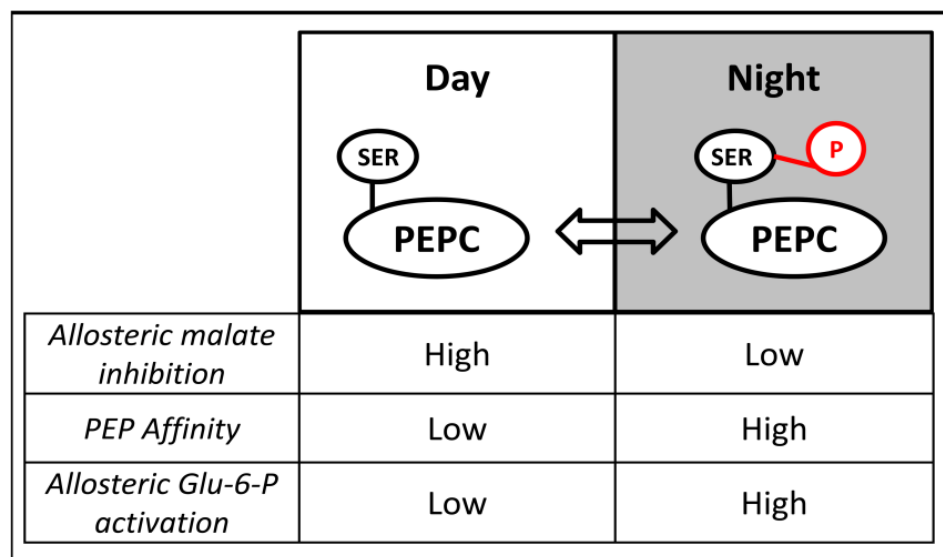 Day
Night
SER
SER
P
PEPC
PEPC
Allosteric malate
inhibition
High
Low
PEP Affinity
Low
High
Allosteric Glu-6-P
activation
Low
High